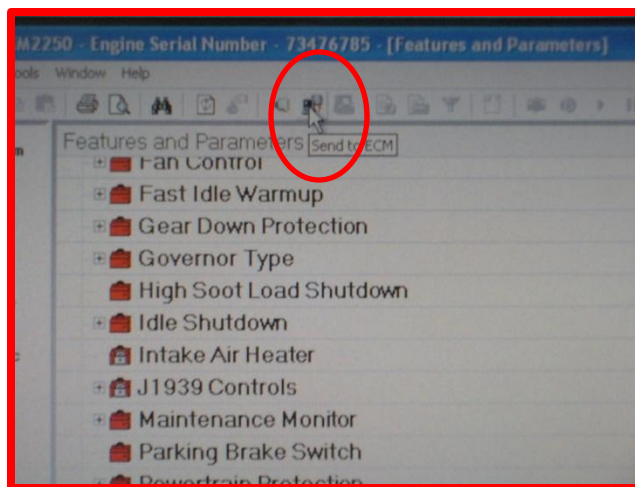 M2250 - Engine Serial Number - 73476785 - [Features and Parameters]
ools Window Help
Features and Parameters
Send to ECM
Fan Control
Fast Idle Warmup
Gear Down Protection
Governor Type
High Soot Load Shutdown
Idle Shutdown
Intake Air Heater
J1939 Controls
Maintenance Monitor
Parking Brake Switch
Powertrain Protection